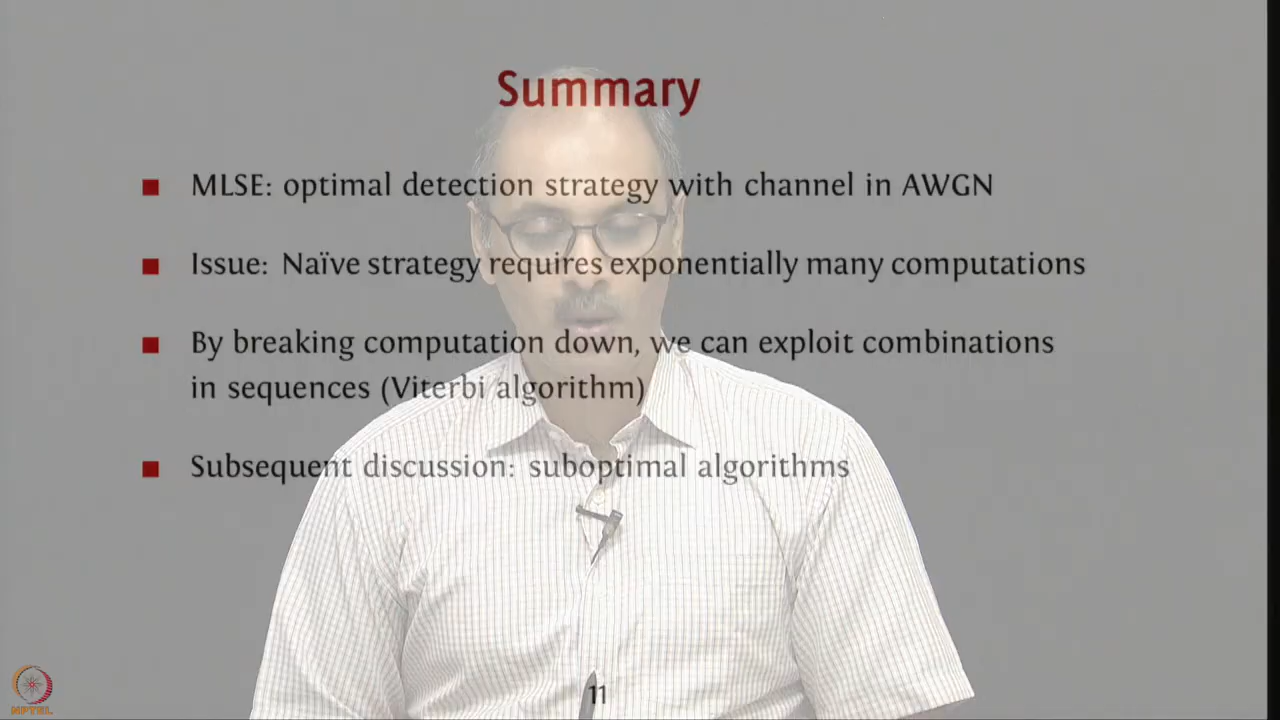 Summary
MLSE: optimal detection strategy with channel in AWGN
Issue: Naïve strategy requires exponentially many computations
By breaking computation down, we can exploit combinations
in sequences (Viterbi algorithm)
Subsequent discussion: suboptimal algorithms
11
NPTEL